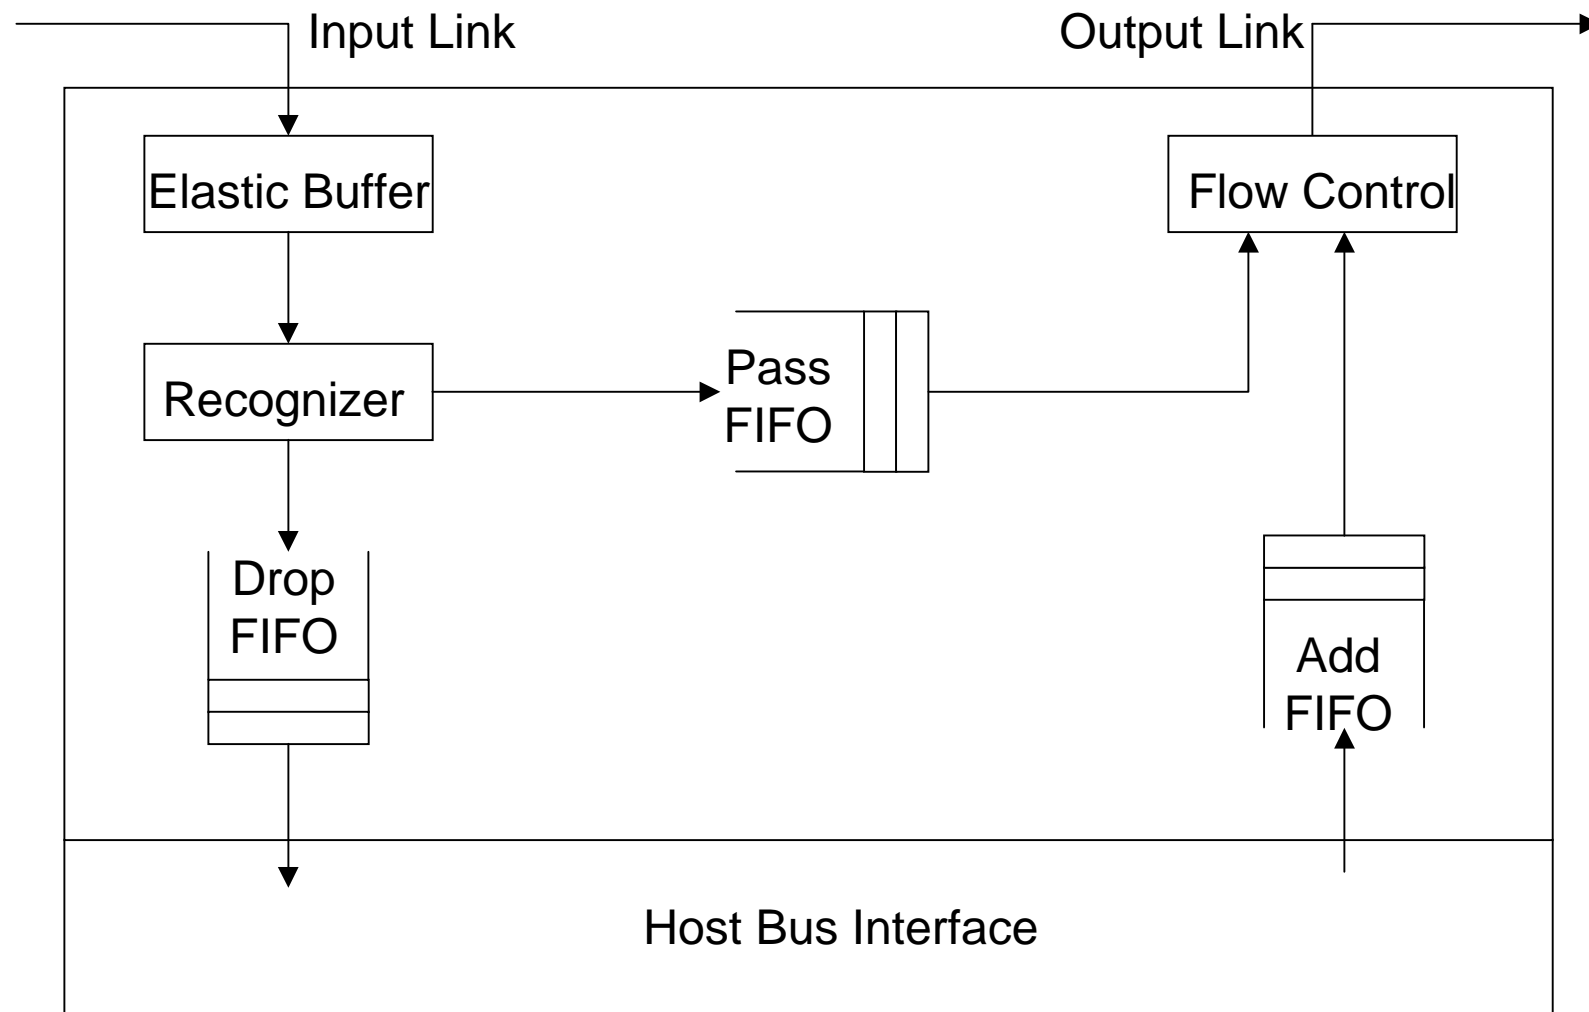 Input Link
Output Link
Elastic Buffer
Flow Control
Recognizer
Pass
FIFO
Drop
FIFO
Add
FIFO
Host Bus Interface